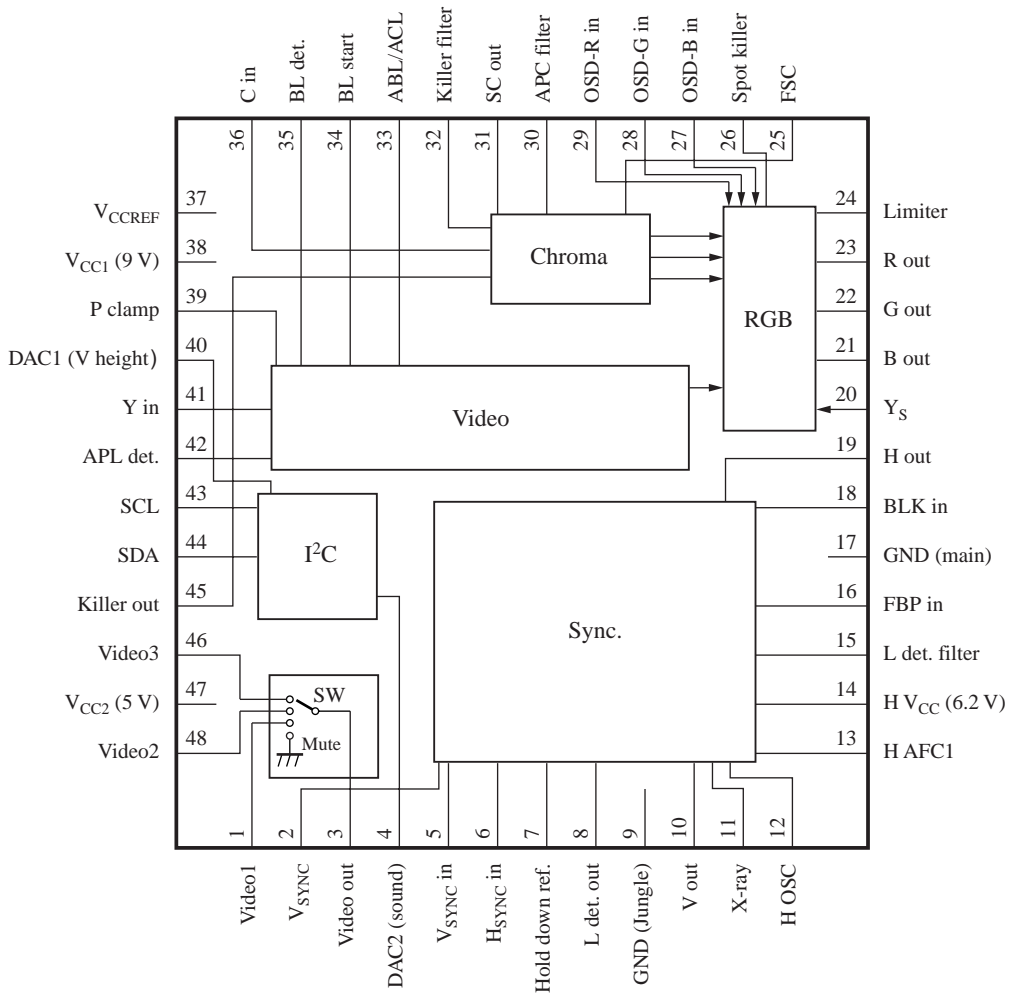 C in
BL det.
BL start
ABL/ACL
Killer filter
SC out
APC filter
OSD-R in
OSD-G in
OSD-B in
Spot killer
FSC
36
35
34
33
32
31
30
29
28
27
26
25
V_CCREF
37
V_CC1 (9 V)
38
P clamp
39
DAC1 (V height)
40
Y in
41
APL det.
42
SCL
43
SDA
44
Killer out
45
Video3
46
V_CC2 (5 V)
47
Video2
48
Chroma
RGB
Video
I²C
Sync.
SW
Mute
24
Limiter
23
R out
22
G out
21
B out
20
Y_S
19
H out
18
BLK in
17
GND (main)
16
FBP in
15
L det. filter
14
H V_CC (6.2 V)
13
H AFC1
1
2
3
4
5
6
7
8
9
10
11
12
Video1
V_SYNC
Video out
DAC2 (sound)
V_SYNC in
H_SYNC in
Hold down ref.
L det. out
GND (Jungle)
V out
X-ray
H OSC